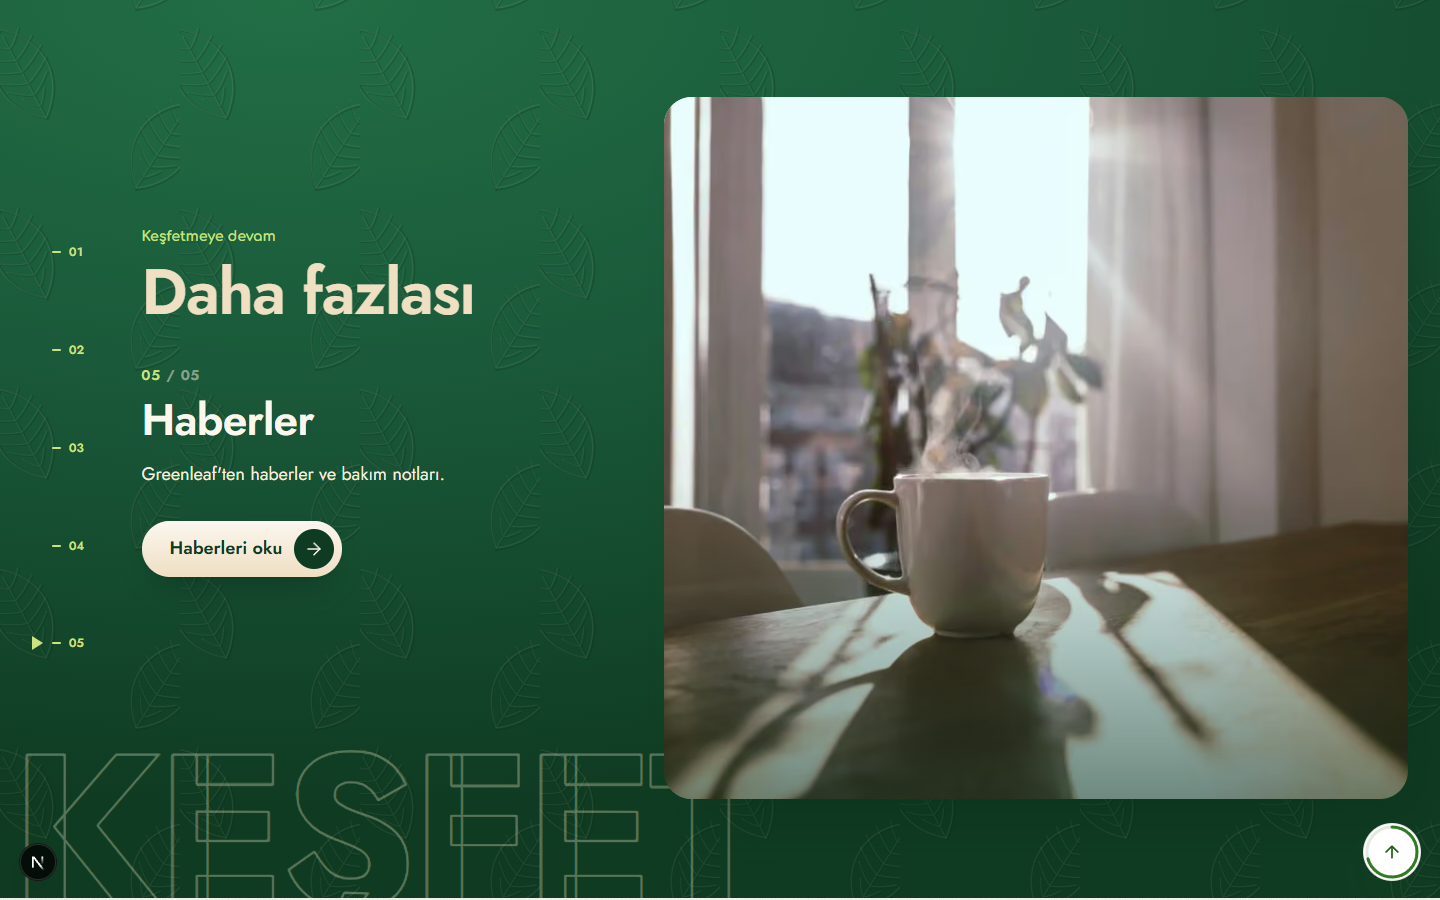 Keşfetmeye devam
Daha fazlası
01
02
03
04
05
05 / 05
Haberler
Greenleaf'ten haberler ve bakım notları.
Haberleri oku
KEŞFET
N